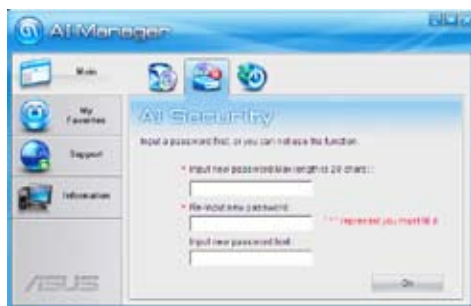 AI Manager
Main
My
Favorites
Support
Information
AI Security
Input a password first, or you can not use the function.
* Input new password(Max length is 20 chars):
* Re-input new password:
"*" represent you must fill it
Input new password hint:
ASUS